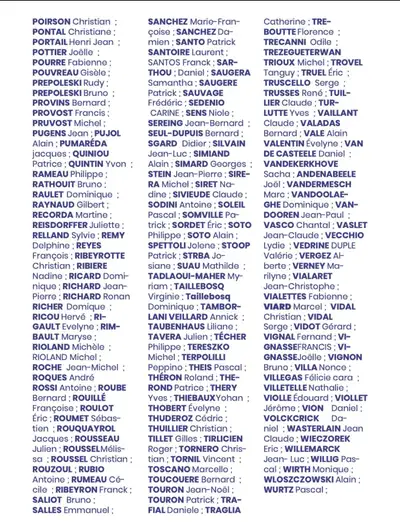 POIRSON Christian ;
PONTAL Christiane ;
PORTAIL Henri Jean ;
POTTIER Joëlle ;
POURRE Fabienne ;
POUVREAU Gisèle ;
PREPOLESKI Rudy ;
PREPOLESKI Bruno ;
PROVINS Bernard ;
PROVOST Francis ;
PRUVOST Michel ;
PUGENS Jean ; PUJOL
Alain ; PUMARÉDA
jacques ; QUINIOU
Patrice ; QUINTIN Yvon ;
RAMEAU Philippe ;
RATHOUIT Bruno ;
RAULET Dominique ;
RAYNAUD Gilbert ;
RECORDA Martine ;
REISDORFFER Juliette ;
RELLAND Sylvie ; REMY
Delphine ; REYES
François ; RIBEYROTTE
Christian ; RIBIERE
Nadine ; RICARD Domi-
nique ; RICHARD Jean-
Pierre ; RICHARD Ronan
RICHER Domique ;
RICOU Hervé ; RI-
GAULT Evelyne ; RIM-
BAULT Maryse ;
RIOLAND Michèle ;
RIOLAND Michel ;
ROCHE Jean-Michel ;
ROQUES André
ROSSI Antoine ; ROUBE
Bernard ; ROUILLÉ
Françoise ; ROULOT
Éric ; ROUMET Sébas-
tien ; ROUQUAYROL
Jacques ; ROUSSEAU
Julien ; ROUSSEL Mélis-
sa ; ROUSSEL Christian ;
ROUZOUL ; RUBIO
Antoine ; RUMEAU Cé-
cile ; RIBEYRON Franck ;
SALIOT Bruno ;
SALLES Emmanuel ;
SANCHEZ Marie-Fran-
çoise ; SANCHEZ Da-
mien ; SANTO Patrick
SANTOIRE Laurent ;
SANTOS Franck ; SAR-
THOU ; Daniel ; SAUGERA
Samantha ; SAUGERE
Patrick ; SAUVAGE
Frédéric ; SEDENIO
CARINE ; SENS Niole ;
SEREING Jean-Bernard ;
SEUL-DUPUIS Bernard ;
SGARD Didier ; SILVAIN
Jean-Luc ; SIMIAND
Alain ; SIMARD Georges ;
STEIN Jean-Pierre ; SIRE-
RA Michel ; SIRET Na-
dine ; SIVIEUDE Claude ;
SODINI Antoine ; SOLEIL
Pascal ; SOMVILLE Pa-
trick ; SORDET Éric ; SOTO
Philippe ; SOTO Alain ;
SPETTOLI Jolene ; STOOP
Patrick ; STRBA Jo-
siane ; SUAU Mathilde ;
TADLAOUI-MAHER My-
riam ; TAILLEBOSQ
Virginie ; Taillebosq
Dominique ; TAMBOR-
LANI VEILLARD Annick ;
TAUBENHAUS Liliane ;
TAVERA Julien ; TÉCHER
Philippe ; TERESZKO
Michel ; TERPOLILLI
Peppino ; THEIS Pascal ;
THÉRON Roland ; THE-
ROND Patrice ; THERY
Yves ; THIEBAUX Yohan ;
THOBERT Évelyne ;
THUDEROZ Cédric ;
THUILLIER Christian ;
TILLET Gilles ; TIRLICIEN
Roger ; TORNERO Chris-
tian ; TORNIL Vincent ;
TOSCANO Marcello ;
TOUCOUERE Bernard ;
TOURON Jean-Noël ;
TOURON Patrick ; TRA-
FIAL Daniele ; TRAGLIA
Catherine ; TRE-
BOUTTE Florence ;
TRECANNI Odile ;
TREZEGUETERWAN
TRIOUX Michel ; TROVEL
Tanguy ; TRUEL Éric ;
TRUSCELLO Serge ;
TRUSSES René ; TUIL-
LIER Claude ; TUR-
LUTTE Yves ; VAILLANT
Claude ; VALADAS
Bernard ; VALE Alain
VALENTIN Évelyne ; VAN
DE CASTEELE Daniel ;
VANDEKERKHOVE
Sacha ; ANDENABEELE
Joël ; VANDERMESCH
Marc ; VANDOOLAE-
GHE Dominique ; VAN-
DOOREN Jean-Paul ;
VASCO Chantal ; VASLET
Jean-Claude ; VECCHIO
Lydie ; VEDRINE DUPLE
Valérie ; VERGEZ Al-
berte ; VERNEY Ma-
rilyne ; VIALARET
Jean-Christophe ;
VIALETTES Fabienne ;
VIARD Marcel ; VIDAL
Christian ; VIDAL
Serge ; VIDOT Gérard ;
VIGNAL Fernand ; VI-
GNASSEFRANCIS ; VI-
GNASSEJoëlle ; VIGNON
Bruno ; VILLA Nonce ;
VILLEGAS Félicie cara ;
VILLETELLE Nathalie ;
VIOLLE Édouard ; VIOLLET
Jérôme ; VION Daniel ;
VOLCKCRICK Da-
niel ; WASTERLAIN Jean
Claude ; WIECZOREK
Eric ; WILLEMARCK
Jean-Luc ; WILLIG Pas-
cal ; WIRTH Monique ;
WLOSZCZOWSKI Alain ;
WURTZ Pascal ;